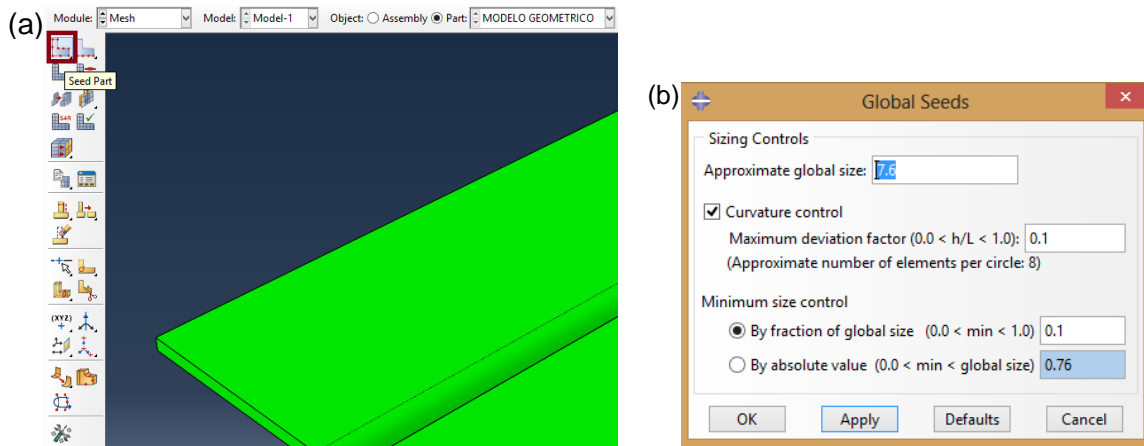 (a)
Module: Mesh Model: Model-1 Object: Assembly Part: MODELO GEOMETRICO
Seed Part
(XYZ)
(b)
Global Seeds
Sizing Controls
Approximate global size: 7.6
Curvature control
Maximum deviation factor (0.0 < h/L < 1.0): 0.1
(Approximate number of elements per circle: 8)
Minimum size control
By fraction of global size (0.0 < min < 1.0) 0.1
By absolute value (0.0 < min < global size) 0.76
OK Apply Defaults Cancel